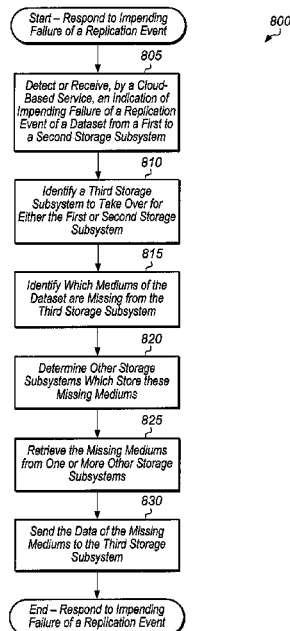 800
Start – Respond to Impending
Failure of a Replication Event
805
Detect or Receive, by a Cloud-
Based Service, an Indication of
Impending Failure of a Replication
Event of a Dataset from a First to
a Second Storage Subsystem
810
Identify a Third Storage
Subsystem to Take Over for
Either the First or Second Storage
Subsystem
815
Identify Which Mediums of the
Dataset are Missing from the
Third Storage Subsystem
820
Determine Other Storage
Subsystems Which Store these
Missing Mediums
825
Retrieve the Missing Mediums
from One or More Other Storage
Subsystems
830
Send the Data of the Missing
Mediums to the Third Storage
Subsystem
End – Respond to Impending
Failure of a Replication Event